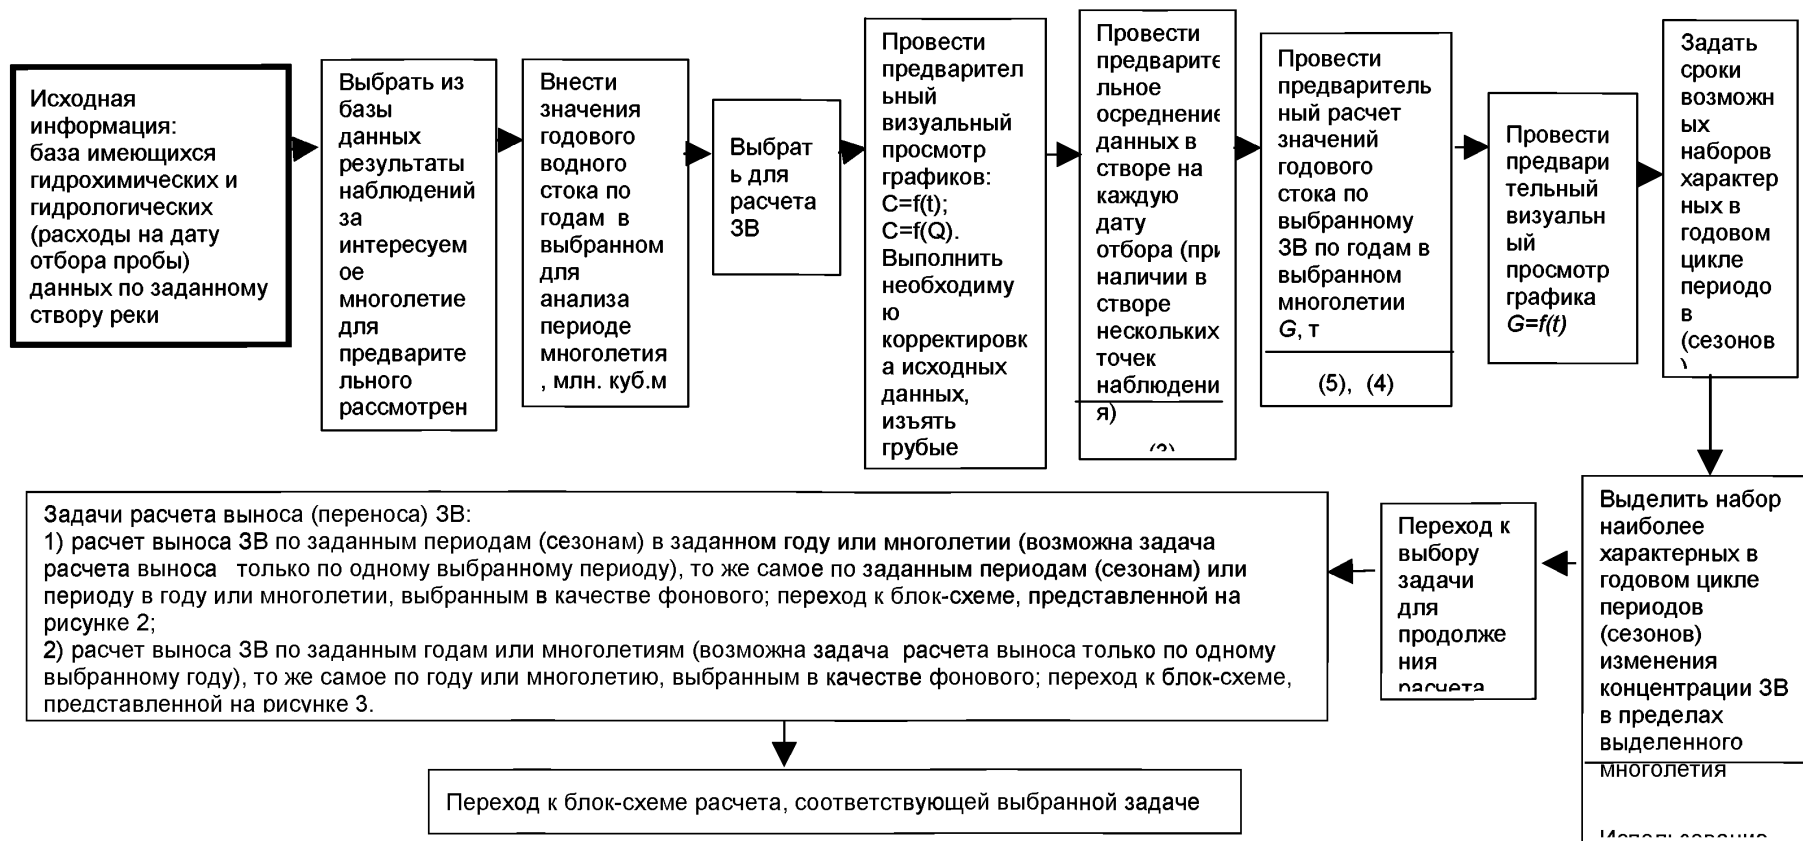 Исходная
информация:
база имеющихся
гидрохимических и
гидрологических
(расходы на дату
отбора пробы)
данных по заданному
створу реки
Выбрать из
базы
данных
результаты
наблюдений
за
интересуем
ое
многолетие
для
предварите
льного
рассмотрен
Внести
значения
годового
водного
стока по
годам в
выбранном
для
анализа
периоде
многолетия
, млн. куб.м
Выбрат
ь для
расчета
ЗВ
Провести
предварител
ьный
визуальный
просмотр
графиков:
C=f(t);
C=f(Q).
Выполнить
необходиму
ю
корректировк
а исходных
данных,
изъять
грубые
Провести
предварите
льное
осреднение
данных в
створе на
каждую
дату
отбора (при
наличии в
створе
нескольких
точек
наблюдени
я)
Провести
предваритель
ный расчет
значений
годового
стока по
выбранному
ЗВ по годам в
выбранном
многолетии
G, т
(5), (4)
Провести
предвари
тельный
визуальн
ый
просмотр
графика
G=f(t)
Задать
сроки
возможн
ых
наборов
характер
ных в
годовом
цикле
периодо
в
(сезонов
)
Выделить набор
наиболее
характерных в
годовом цикле
периодов
(сезонов)
изменения
концентрации ЗВ
в пределах
выделенного
многолетия
Переход к
выбору
задачи
для
продолже
ния
расчета
Задачи расчета выноса (переноса) ЗВ:
1) расчет выноса ЗВ по заданным периодам (сезонам) в заданном году или многолетии (возможна задача
расчета выноса только по одному выбранному периоду), то же самое по заданным периодам (сезонам) или
периоду в году или многолетии, выбранным в качестве фонового; переход к блок-схеме, представленной на
рисунке 2;
2) расчет выноса ЗВ по заданным годам или многолетиям (возможна задача расчета выноса только по одному
выбранному году), то же самое по году или многолетию, выбранным в качестве фонового; переход к блок-схеме,
представленной на рисунке 3.
Переход к блок-схеме расчета, соответствующей выбранной задаче